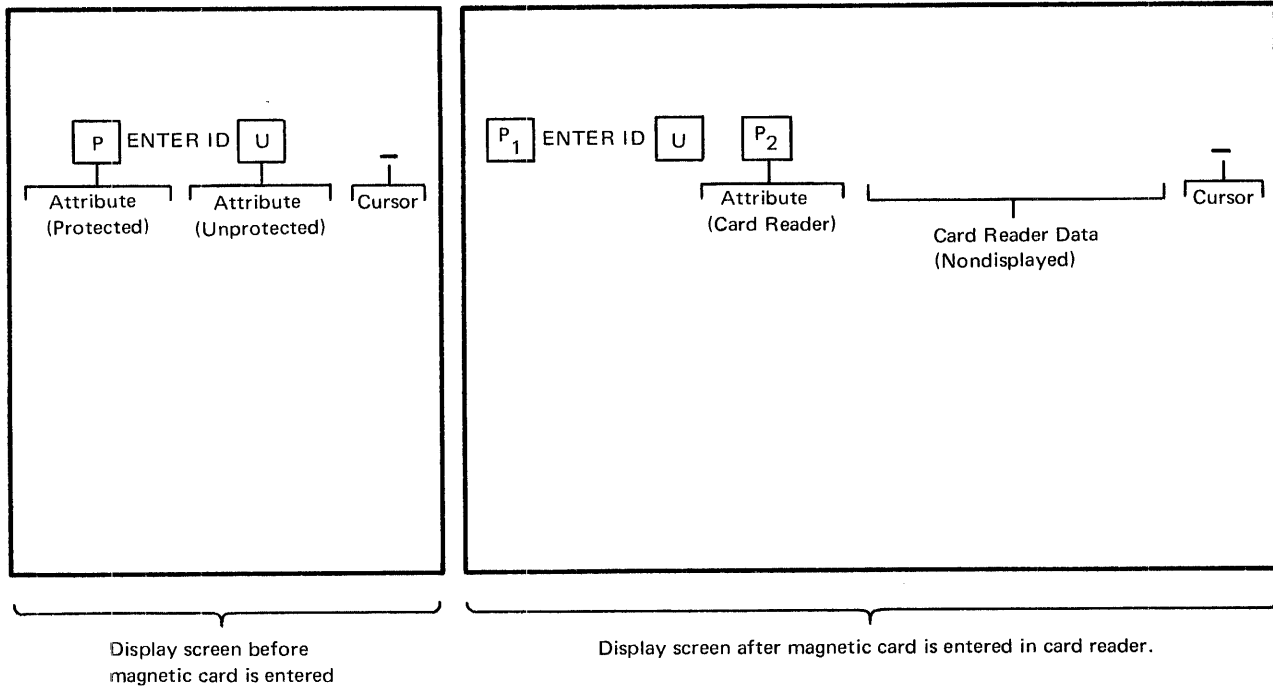 P ENTER ID U
Attribute Attribute Cursor
(Protected) (Unprotected)
P1 ENTER ID U P2
Attribute Cursor
(Card Reader)
Card Reader Data
(Nondisplayed)
Display screen before
magnetic card is entered
Display screen after magnetic card is entered in card reader.